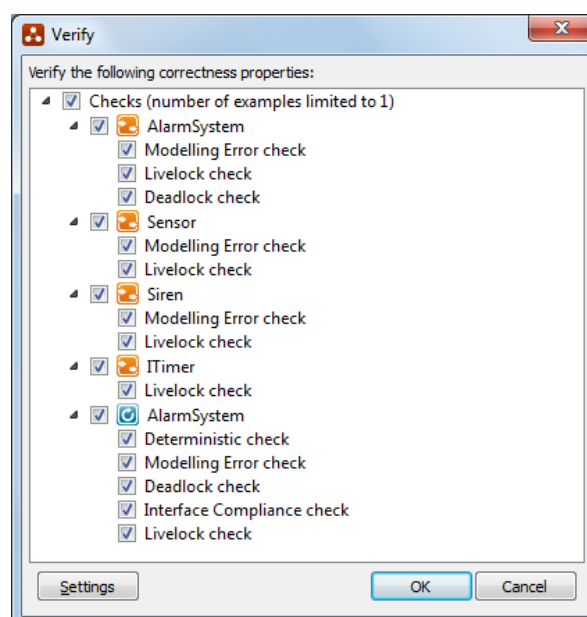 Verify
Verify the following correctness properties:
Checks (number of examples limited to 1)
AlarmSystem
Modelling Error check
Livelock check
Deadlock check
Sensor
Modelling Error check
Livelock check
Siren
Modelling Error check
Livelock check
ITimer
Livelock check
AlarmSystem
Deterministic check
Modelling Error check
Deadlock check
Interface Compliance check
Livelock check
Settings OK Cancel